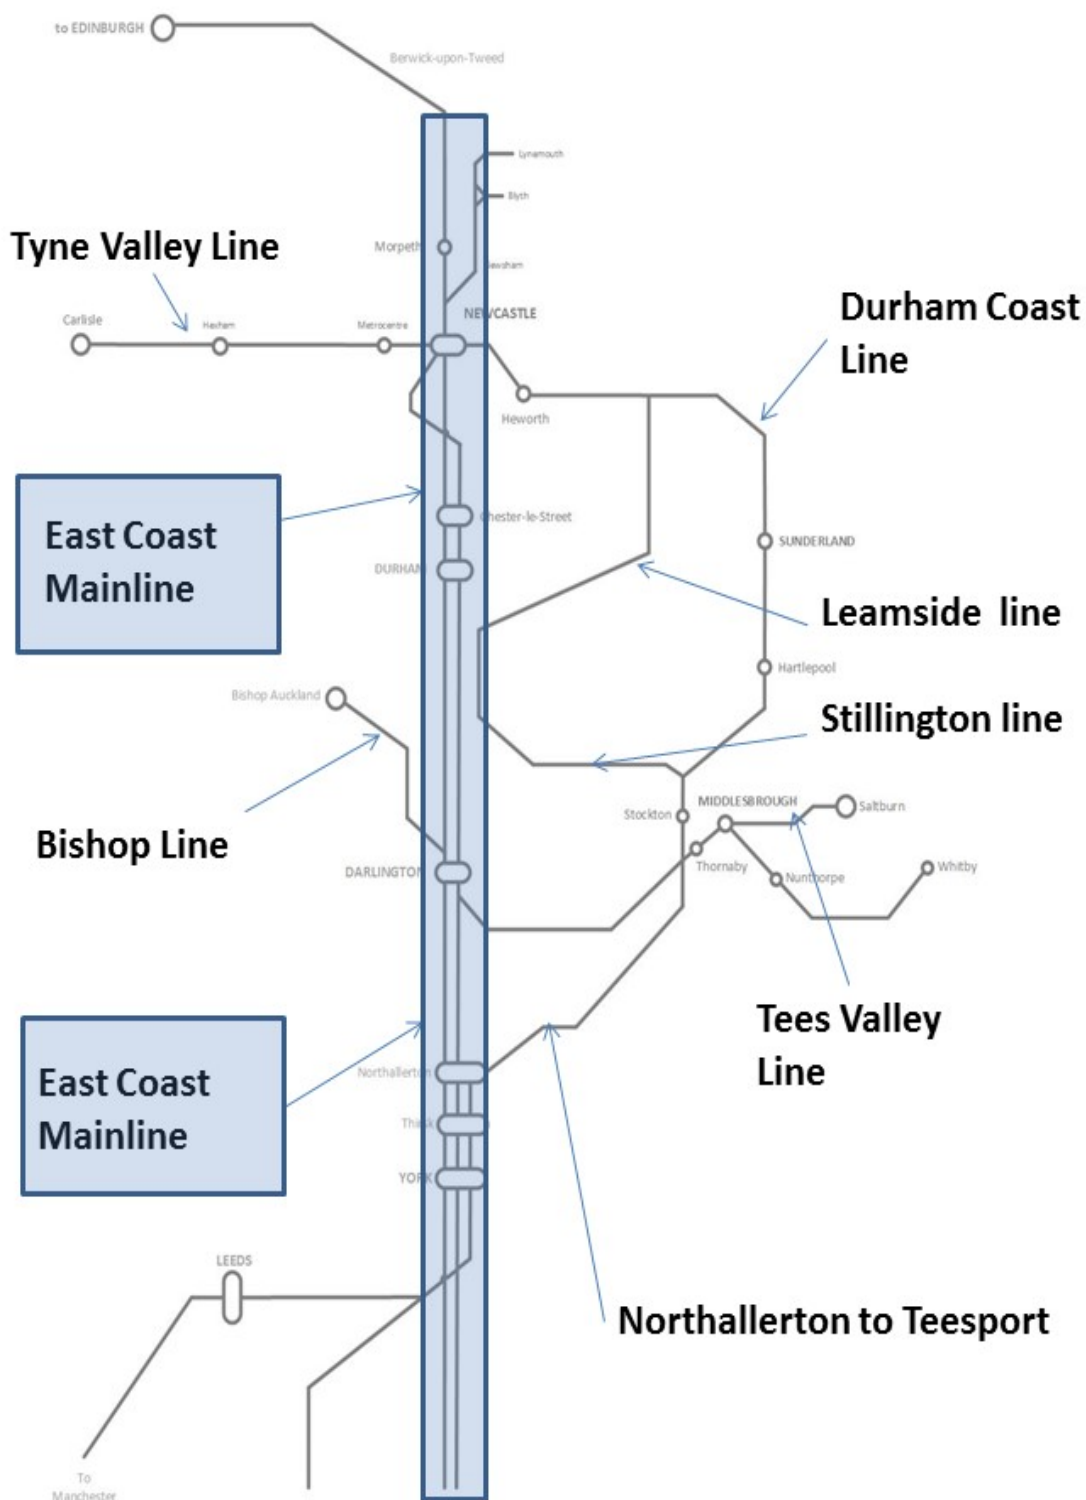 to EDINBURGH
Berwick-upon-Tweed
Lynemouth
Blyth
Tyne Valley Line
Morpeth
Newsham
Durham Coast
Line
NEWCASTLE
Carlisle
Hexham
Metrocentre
Heworth
East Coast
Mainline
Chester-le-Street
SUNDERLAND
DURHAM
Leamside line
Hartlepool
Bishop Auckland
Stillington line
MIDDLESBROUGH
Saltburn
Stockton
Bishop Line
Thornaby
Whitby
DARLINGTON
Nunthorpe
Tees Valley
Line
East Coast
Mainline
Northallerton
Thirsk
YORK
LEEDS
Northallerton to Teesport
To
Manchester